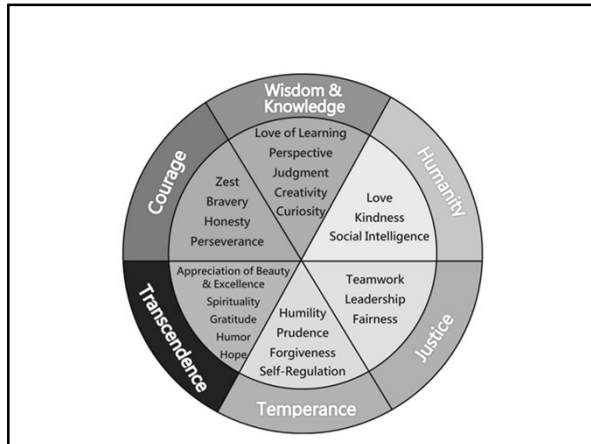 Wisdom &
Knowledge
Love of Learning
Perspective
Judgment
Creativity
Curiosity
Humanity
Love
Kindness
Social Intelligence
Justice
Teamwork
Leadership
Fairness
Temperance
Humility
Prudence
Forgiveness
Self-Regulation
Transcendence
Appreciation of Beauty
& Excellence
Spirituality
Gratitude
Humor
Hope
Courage
Zest
Bravery
Honesty
Perseverance